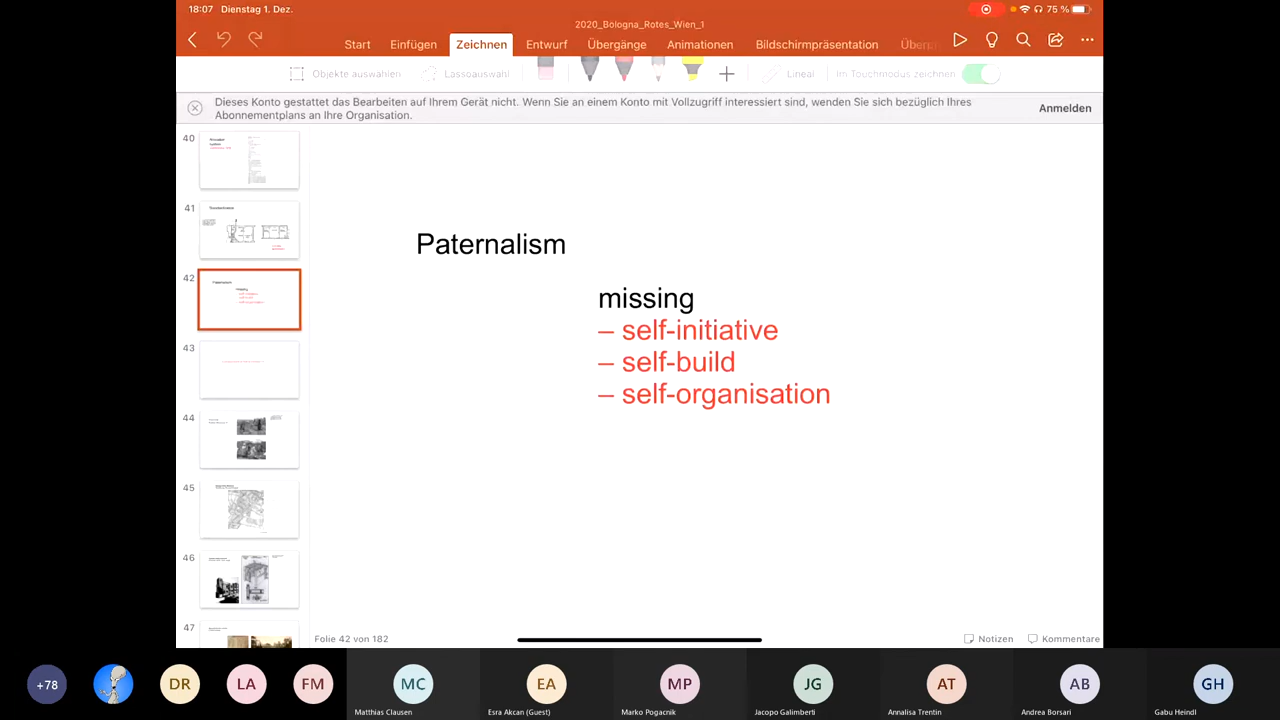 18:07 Dienstag 1. Dez.
75 %
2020_Bologna_Rotes_Wien_1
Start Einfügen Zeichnen Entwurf Übergänge Animationen Bildschirmpräsentation
Objekte auswählen Lassoauswahl Lineal Im Touchmodus zeichnen
Dieses Konto gestattet das Bearbeiten auf Ihrem Gerät nicht. Wenn Sie an einem Konto mit Vollzugriff interessiert sind, wenden Sie sich bezüglich Ihres
Abonnementplans an Ihre Organisation.
Anmelden
40
41
42
43
44
45
46
47
Paternalism
missing
– self-initiative
– self-build
– self-organisation
Folie 42 von 182
Notizen Kommentare
+78 DR LA FM MC EA MP JG AT AB GH
Matthias Clausen Esra Akcan (Guest) Marko Pogacnik Jacopo Galimberti Annalisa Trentin Andrea Borsari Gabu Heindl